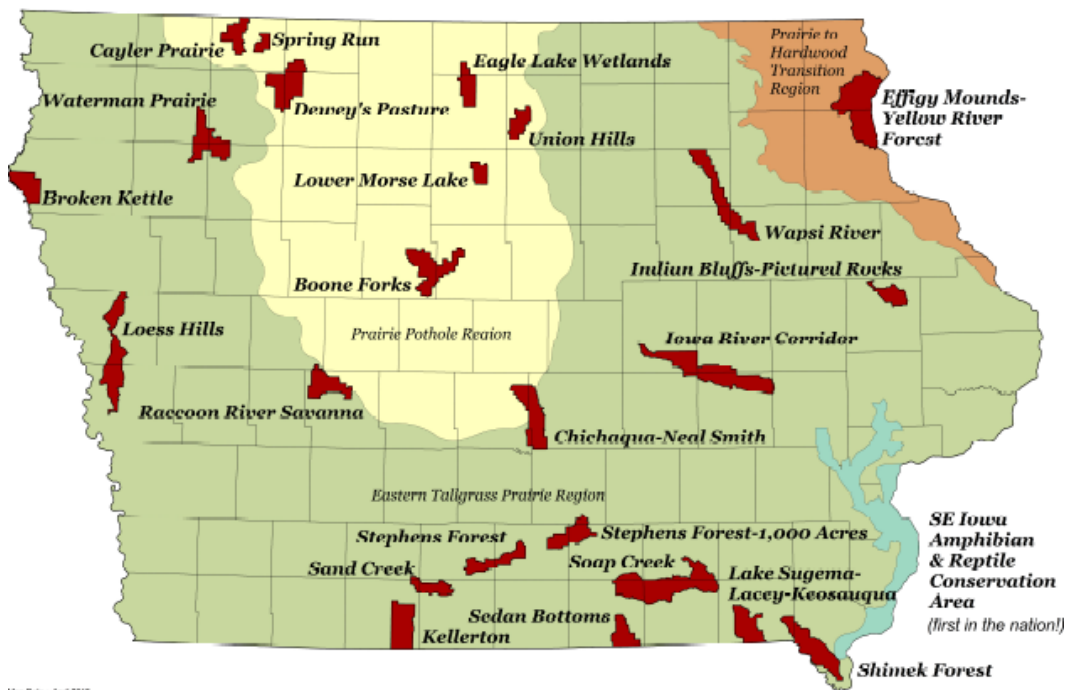 Cayler Prairie
Spring Run
Prairie to
Hardwood
Transition
Region
Eagle Lake Wetlands
Waterman Prairie
Dewey's Pasture
Effigy Mounds-
Yellow River
Forest
Union Hills
Lower Morse Lake
Broken Kettle
Wapsi River
Indian Bluffs-Pictured Rocks
Boone Forks
Loess Hills
Prairie Pothole Region
Iowa River Corridor
Raccoon River Savanna
Chichaqua-Neal Smith
Eastern Tallgrass Prairie Region
SE Iowa
Amphibian
& Reptile
Conservation
Area
(first in the nation!)
Stephens Forest
Stephens Forest-1,000 Acres
Sand Creek
Soap Creek
Lake Sugema-
Lacey-Keosauqua
Sedan Bottoms
Kellerton
Shimek Forest